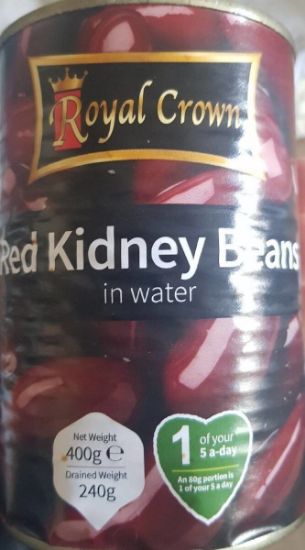 Royal Crown
Red Kidney Beans
in water
Net Weight
400g ℮
Drained Weight
240g
1 of your
5 a-day
An 80g portion is
1 of your 5 a day